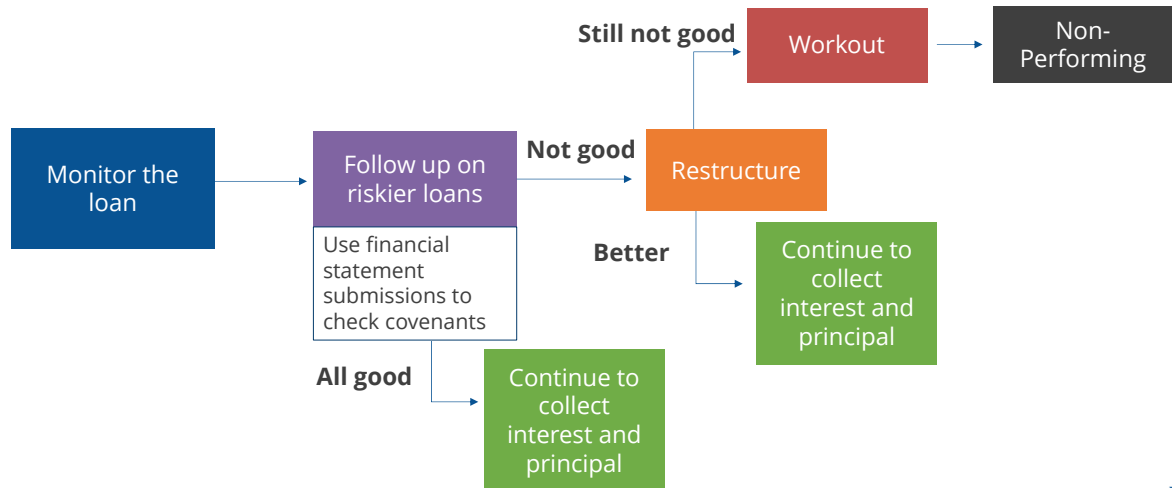 Still not good
Workout
Non-
Performing
Monitor the
loan
Follow up on
riskier loans
Not good
Restructure
Use financial
statement
submissions to
check covenants
Better
Continue to
collect
interest and
principal
All good
Continue to
collect
interest and
principal